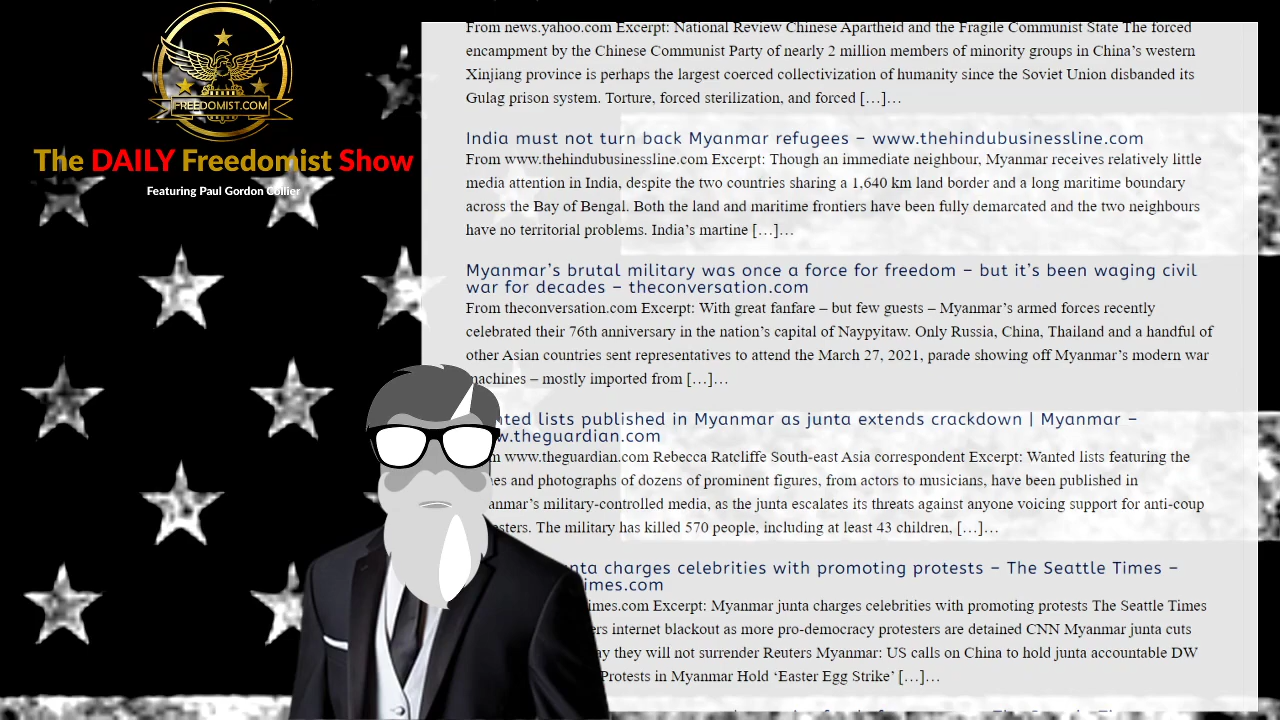 FREEDOMIST.COM
The DAILY Freedomist Show
Featuring Paul Gordon Collier
From news.yahoo.com Excerpt: National Review Chinese Apartheid and the Fragile Communist State The forced
encampment by the Chinese Communist Party of nearly 2 million members of minority groups in China’s western
Xinjiang province is perhaps the largest coerced collectivization of humanity since the Soviet Union disbanded its
Gulag prison system. Torture, forced sterilization, and forced […]…
India must not turn back Myanmar refugees – www.thehindubusinessline.com
From www.thehindubusinessline.com Excerpt: Though an immediate neighbour, Myanmar receives relatively little
media attention in India, despite the two countries sharing a 1,640 km land border and a long maritime boundary
across the Bay of Bengal. Both the land and maritime frontiers have been fully demarcated and the two neighbours
have no territorial problems. India’s martine […]…
Myanmar’s brutal military was once a force for freedom – but it’s been waging civil
war for decades – theconversation.com
From theconversation.com Excerpt: With great fanfare – but few guests – Myanmar’s armed forces recently
celebrated their 76th anniversary in the nation’s capital of Naypyitaw. Only Russia, China, Thailand and a handful of
other Asian countries sent representatives to attend the March 27, 2021, parade showing off Myanmar’s modern war
machines – mostly imported from […]…
nted lists published in Myanmar as junta extends crackdown | Myanmar –
w.theguardian.com
m www.theguardian.com Rebecca Ratcliffe South-east Asia correspondent Excerpt: Wanted lists featuring the
es and photographs of dozens of prominent figures, from actors to musicians, have been published in
anmar’s military-controlled media, as the junta escalates its threats against anyone voicing support for anti-coup
esters. The military has killed 570 people, including at least 43 children, […]…
nta charges celebrities with promoting protests – The Seattle Times –
imes.com
imes.com Excerpt: Myanmar junta charges celebrities with promoting protests The Seattle Times
ers internet blackout as more pro-democracy protesters are detained CNN Myanmar junta cuts
ay they will not surrender Reuters Myanmar: US calls on China to hold junta accountable DW
Protests in Myanmar Hold ‘Easter Egg Strike’ […]…